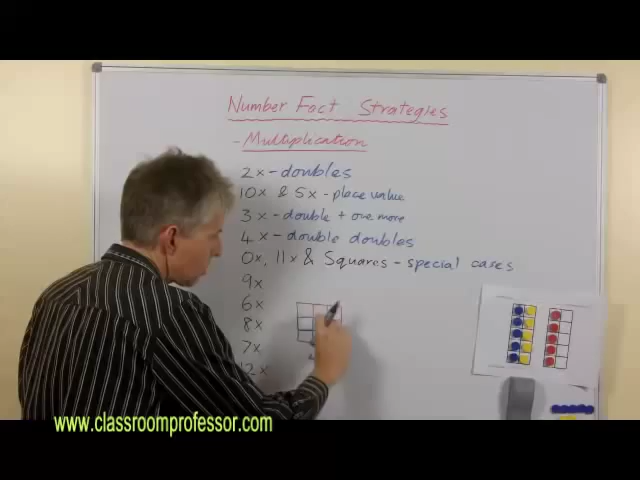 Number Fact Strategies
- Multiplication
2x - doubles
10x & 5x - place value
3x - double + one more
4x - double doubles
0x, 11x & Squares - special cases
9x
6x
8x
7x
12x
www.classroomprofessor.com